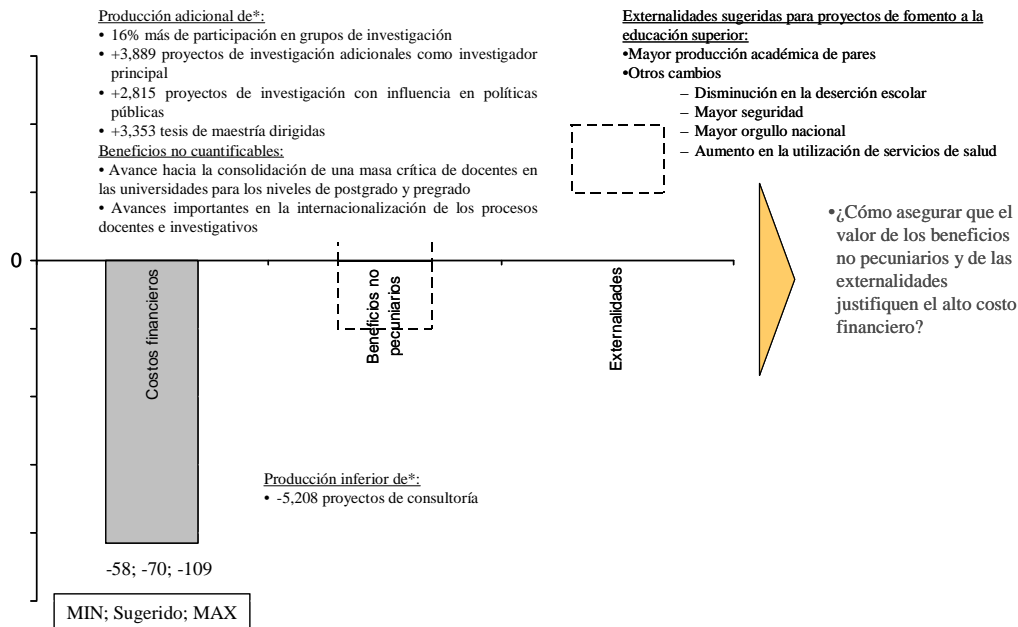 Producción adicional de*:
• 16% más de participación en grupos de investigación
• +3,889 proyectos de investigación adicionales como investigador
principal
• +2,815 proyectos de investigación con influencia en políticas
públicas
• +3,353 tesis de maestría dirigidas
Beneficios no cuantificables:
• Avance hacia la consolidación de una masa crítica de docentes en
las universidades para los niveles de postgrado y pregrado
• Avances importantes en la internacionalización de los procesos
docentes e investigativos
Externalidades sugeridas para proyectos de fomento a la
educación superior:
•Mayor producción académica de pares
•Otros cambios
– Disminución en la deserción escolar
– Mayor seguridad
– Mayor orgullo nacional
– Aumento en la utilización de servicios de salud
•¿Cómo asegurar que el
valor de los beneficios
no pecuniarios y de las
externalidades
justifiquen el alto costo
financiero?
0
Costos financieros
Beneficios no
pecuniarios
Externalidades
Producción inferior de*:
• -5,208 proyectos de consultoría
-58; -70; -109
MIN; Sugerido; MAX